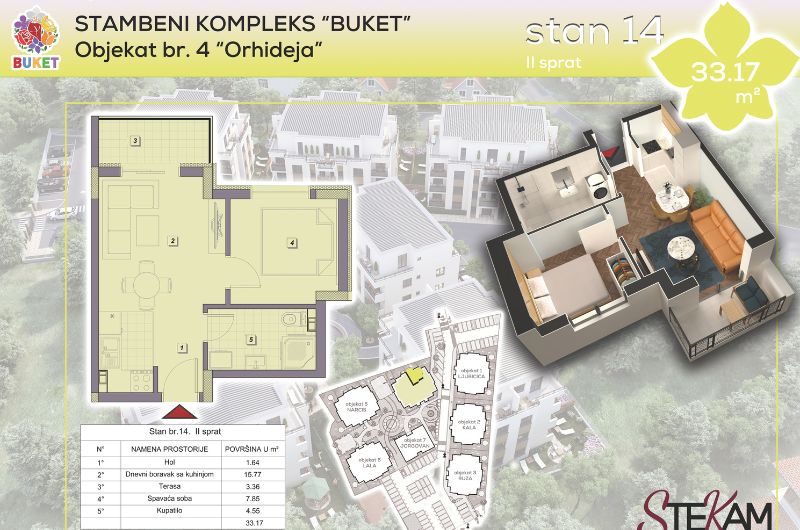 BUKET
STAMBENI KOMPLEKS "BUKET"
Objekat br. 4 "Orhideja"
stan 14
II sprat
33.17
m²
3
2
4
1
5
objekat 1
LJUBICICA
objekat 5
NARCIS
objekat 2
KALA
objekat 7
JORGOVAN
objekat 6
LALA
objekat 3
RUZA
Stan br.14. II sprat
N° NAMENA PROSTORIJE POVRŠINA U m²
1° Hol 1.64
2° Dnevni boravak sa kuhinjom 15.77
3° Terasa 3.36
4° Spavaća soba 7.85
5° Kupatilo 4.55
33.17
STEKAM